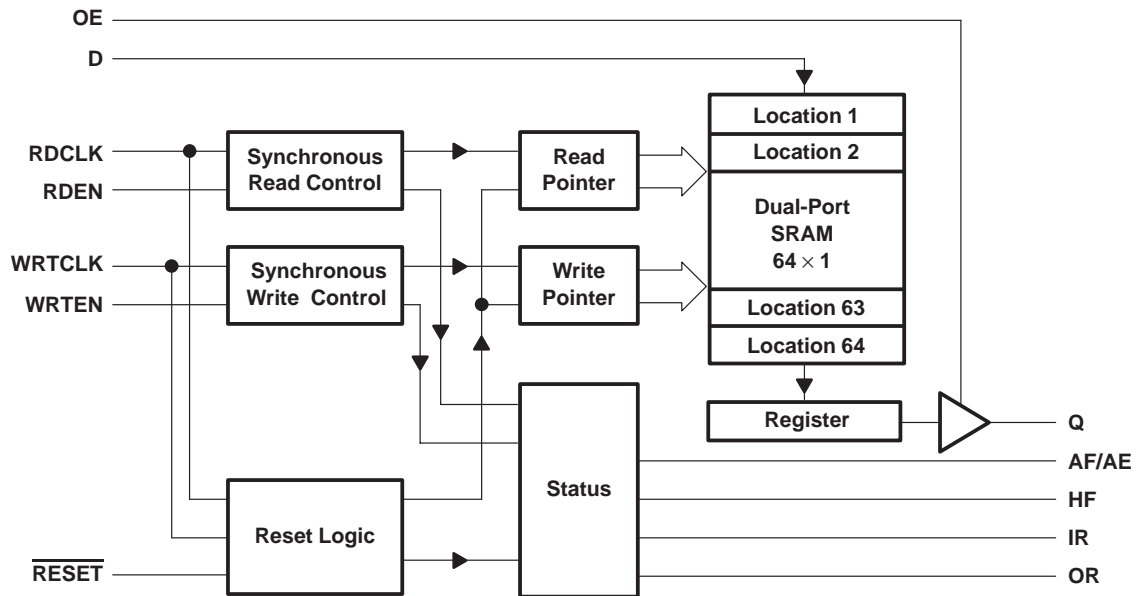 OE
D
RDCLK
RDEN
WRTCLK
WRTEN
RESET
Synchronous
Read Control
Synchronous
Write Control
Reset Logic
Read
Pointer
Write
Pointer
Status
Location 1
Location 2
Dual-Port
SRAM
64 × 1
Location 63
Location 64
Register
Q
AF/AE
HF
IR
OR